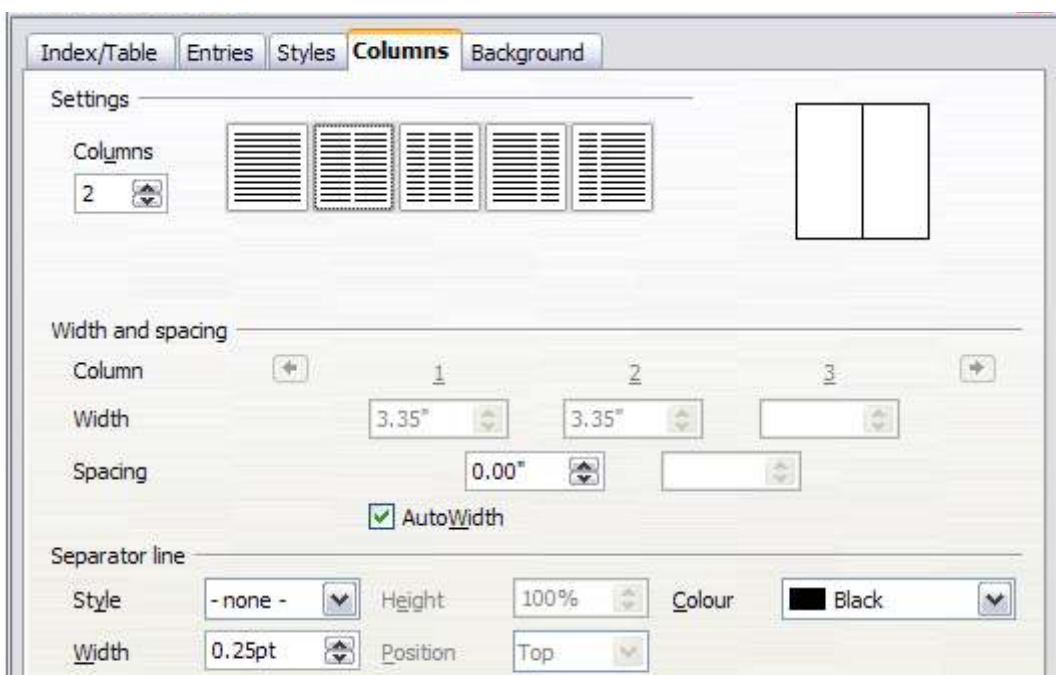 Index/Table Entries Styles Columns Background
Settings
Columns
2
Width and spacing
Column 1 2 3
Width 3.35" 3.35"
Spacing 0.00"
AutoWidth
Separator line
Style - none - Height 100% Colour Black
Width 0.25pt Position Top